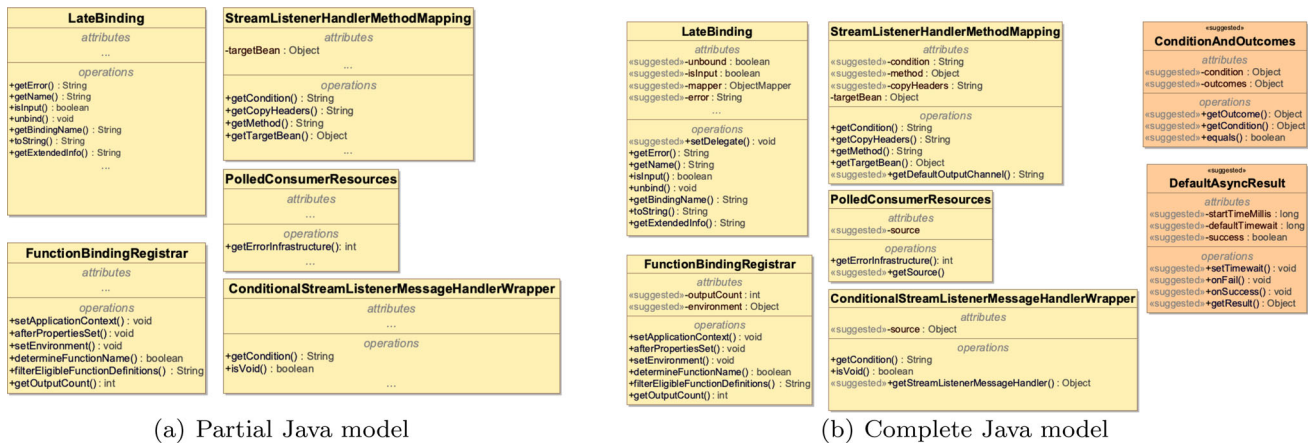 LateBinding
attributes
...
operations
+getError() : String
+getName() : String
+isInput() : boolean
+unbind() : void
+getBindingName() : String
+toString() : String
+getExtendedInfo() : String
...
StreamListenerHandlerMethodMapping
attributes
-targetBean : Object
...
operations
+getCondition() : String
+getCopyHeaders() : String
+getMethod() : String
+getTargetBean() : Object
...
PolledConsumerResources
attributes
...
operations
+getErrorInfrastructure() : int
...
FunctionBindingRegistrar
attributes
...
operations
+setApplicationContext() : void
+afterPropertiesSet() : void
+setEnvironment() : void
+determineFunctionName() : boolean
+filterEligibleFunctionDefinitions() : String
+getOutputCount() : int
ConditionalStreamListenerMessageHandlerWrapper
attributes
...
operations
+getCondition() : String
+isVoid() : boolean
...
(a) Partial Java model
LateBinding
attributes
«suggested»-unbound : boolean
«suggested»-isInput : boolean
«suggested»-mapper : ObjectMapper
«suggested»-error : String
...
operations
«suggested»+setDelegate() : void
+getError() : String
+getName() : String
+isInput() : boolean
+unbind() : void
+getBindingName() : String
+toString() : String
+getExtendedInfo() : String
StreamListenerHandlerMethodMapping
attributes
«suggested»-condition : String
«suggested»-method : Object
«suggested»-copyHeaders : String
-targetBean : Object
operations
+getCondition() : String
+getCopyHeaders() : String
+getMethod() : String
+getTargetBean() : Object
«suggested»+getDefaultOutputChannel() : String
PolledConsumerResources
attributes
«suggested»-source
operations
+getErrorInfrastructure() : int
«suggested»+getSource()
FunctionBindingRegistrar
attributes
«suggested»-outputCount : int
«suggested»-environment : Object
operations
+setApplicationContext() : void
+afterPropertiesSet() : void
+setEnvironment() : void
+determineFunctionName() : boolean
+filterEligibleFunctionDefinitions() : String
+getOutputCount() : int
ConditionalStreamListenerMessageHandlerWrapper
attributes
«suggested»-source : Object
operations
+getCondition() : String
+isVoid() : boolean
«suggested»+getStreamListenerMessageHandler() : Object
«suggested»
ConditionAndOutcomes
attributes
«suggested»-condition : Object
«suggested»-outcomes : Object
operations
«suggested»+getOutcome() : Object
«suggested»+getCondition() : Object
«suggested»+equals() : boolean
«suggested»
DefaultAsyncResult
attributes
«suggested»-startTimeMillis : long
«suggested»-defaultTimewait : long
«suggested»-success : boolean
operations
«suggested»+setTimewait() : void
«suggested»+onFail() : void
«suggested»+onSuccess() : void
«suggested»+getResult() : Object
(b) Complete Java model